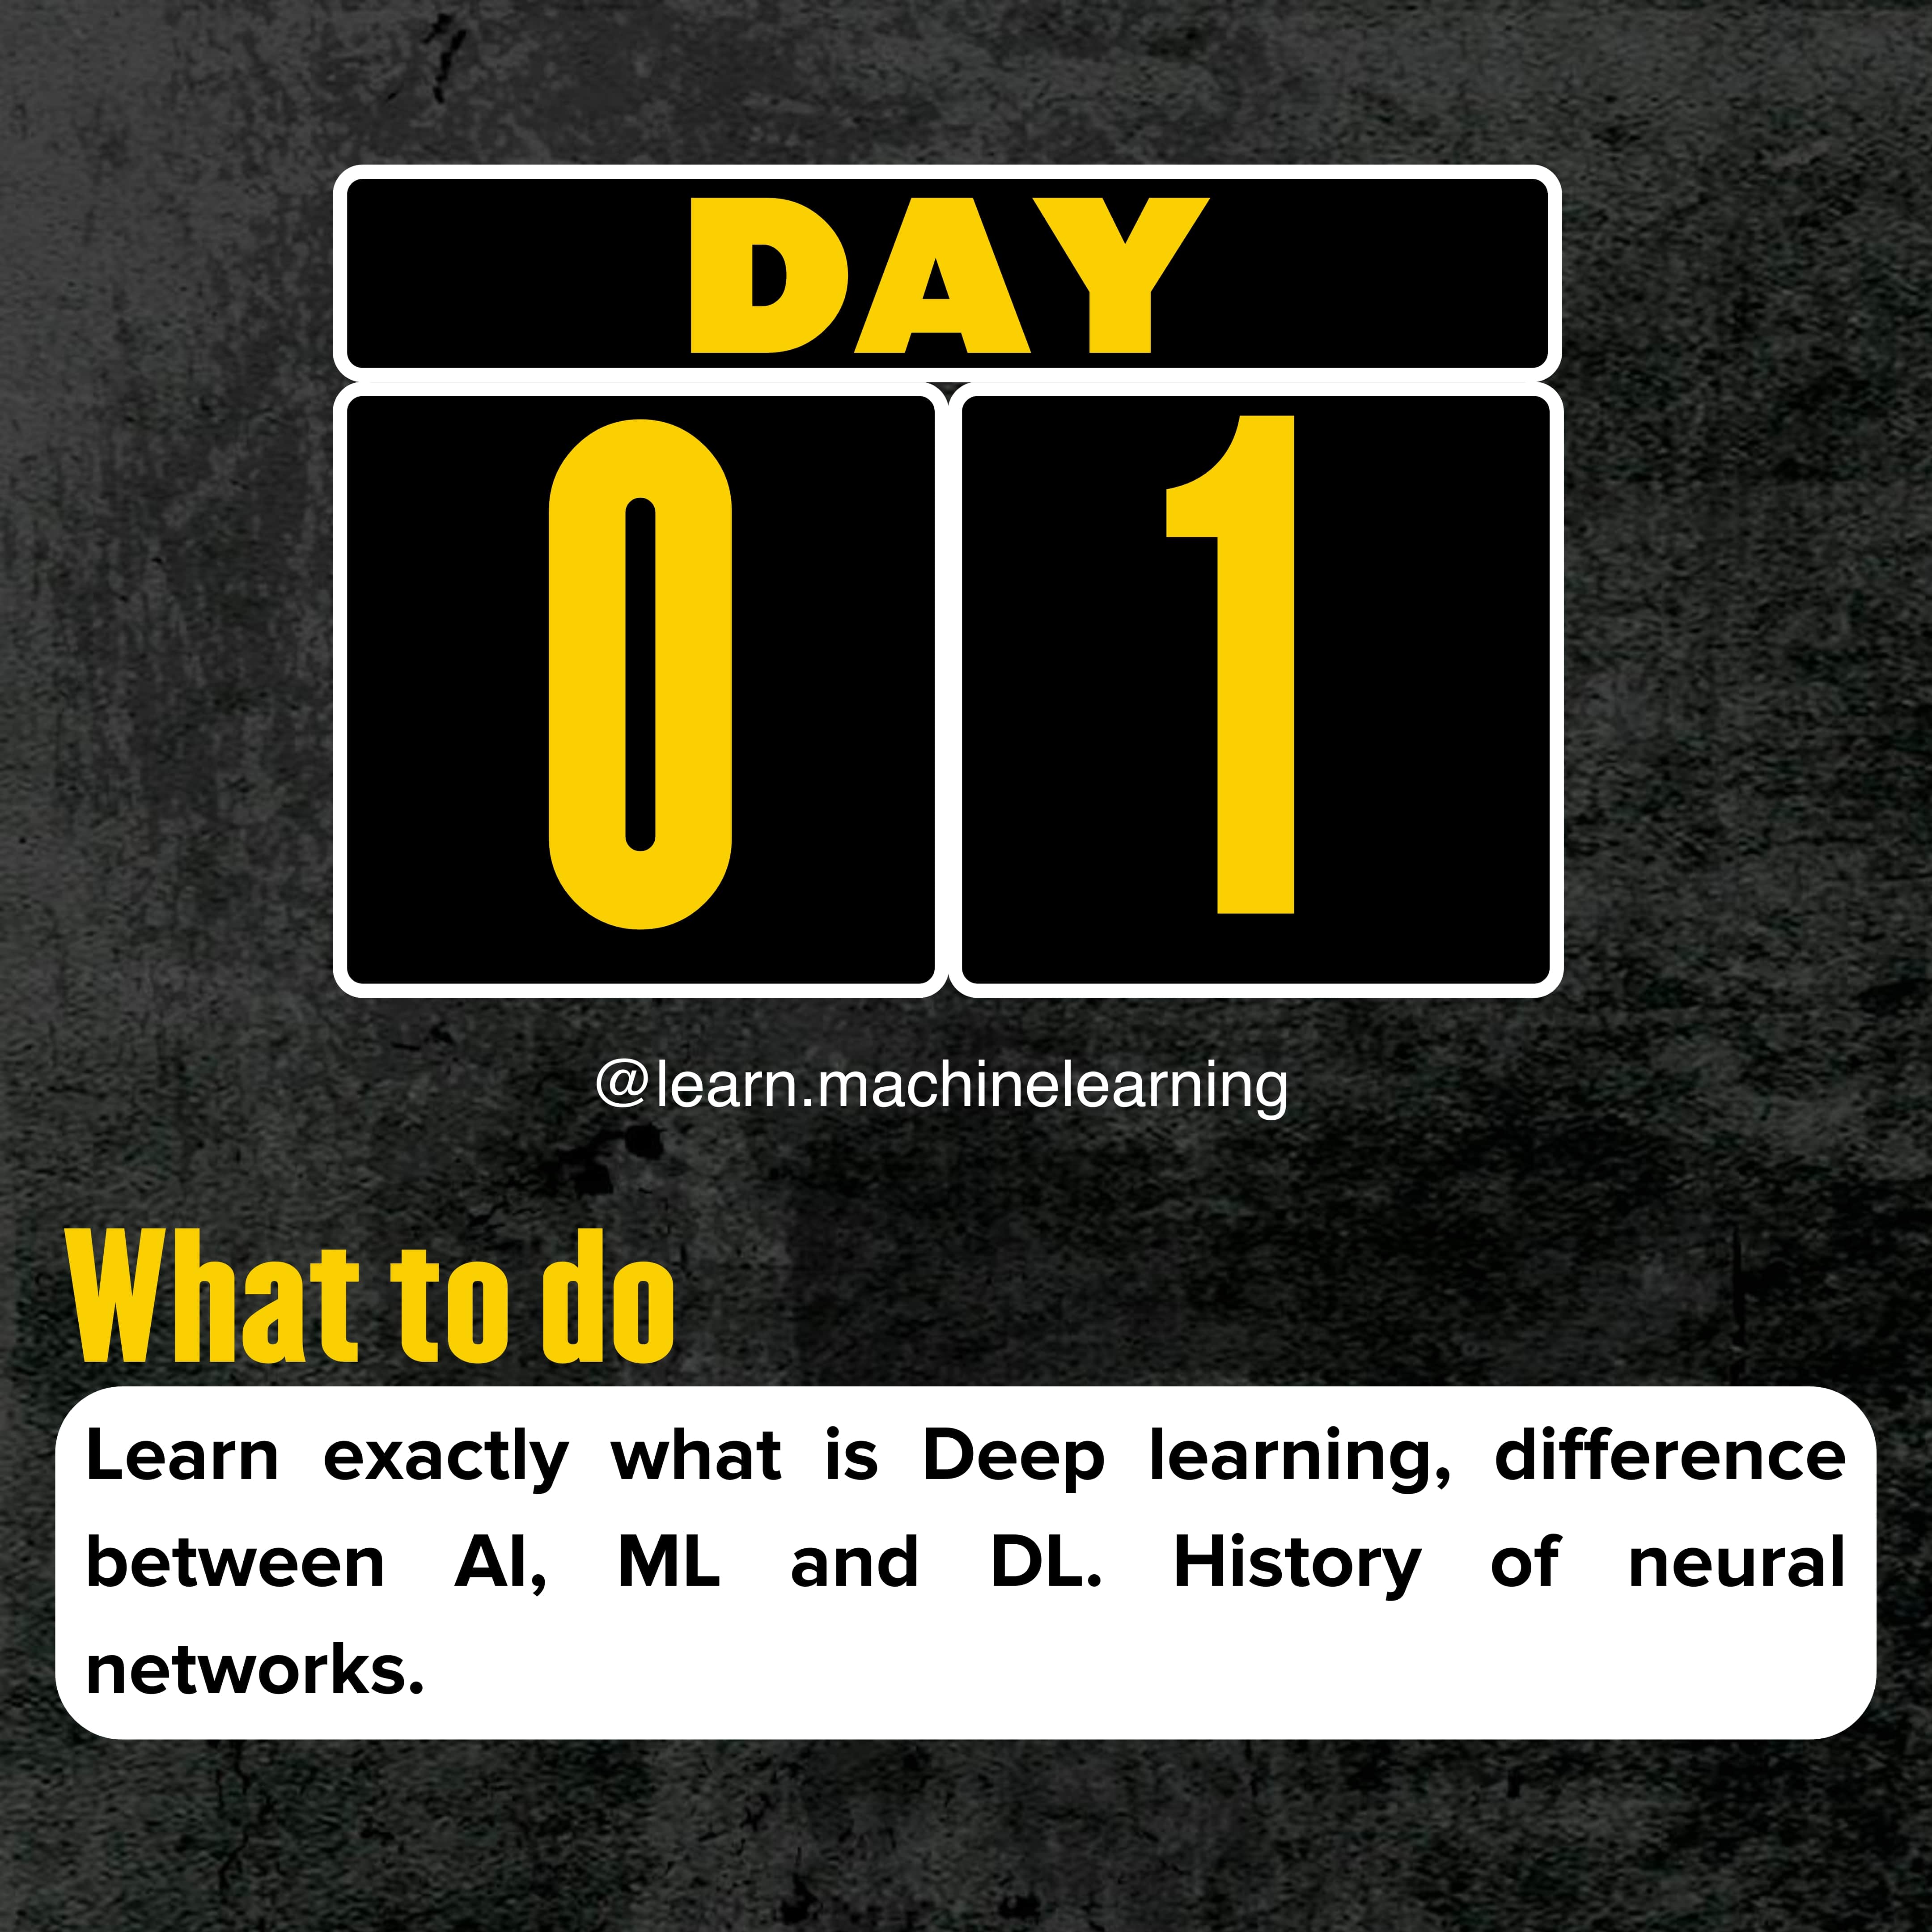 DAY
0 1
@learn.machinelearning
What to do
Learn exactly what is Deep learning, difference
between AI, ML and DL. History of neural
networks.